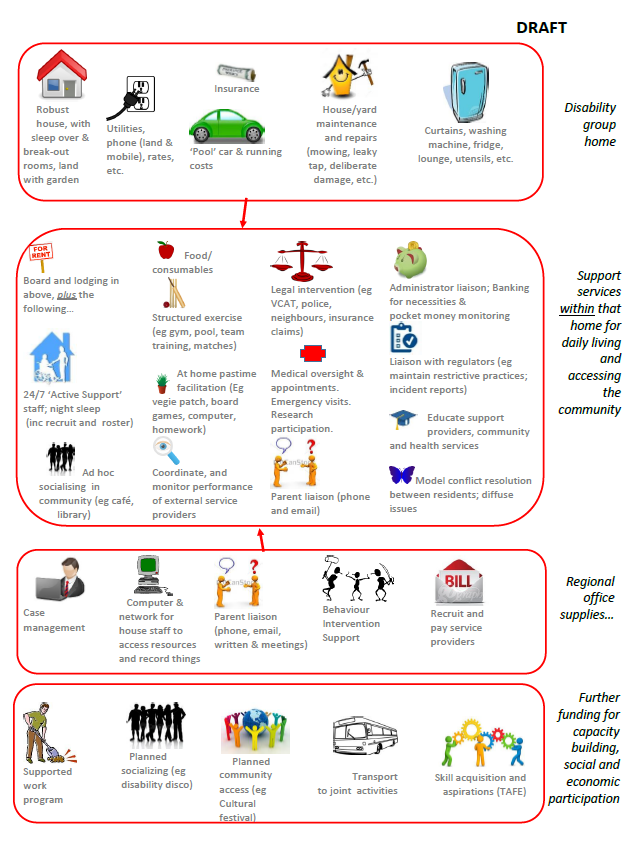 DRAFT
Robust
house, with
sleep over &
break-out
rooms, land
with garden
Utilities,
phone (land &
mobile), rates,
etc.
Insurance
‘Pool’ car & running
costs
House/yard
maintenance
and repairs
(mowing, leaky
tap, deliberate
damage, etc.)
Curtains, washing
machine, fridge,
lounge, utensils, etc.
Disability
group
home
FOR
RENT
Board and lodging in
above, plus the
following…
Food/
consumables
Legal intervention (eg
VCAT, police,
neighbours, insurance
claims)
Administrator liaison; Banking
for necessities &
pocket money monitoring
Structured exercise
(eg gym, pool, team
training, matches)
24/7 ‘Active Support’
staff; night sleep
(inc recruit and roster)
At home pastime
facilitation (Eg
vegie patch, board
games, computer,
homework)
Medical oversight &
appointments.
Emergency visits.
Research
participation.
Liaison with regulators (eg
maintain restrictive practices;
incident reports)
Educate support
providers, community
and health services
Ad hoc
socialising in
community (eg café,
library)
Coordinate, and
monitor performance
of external service
providers
?
Parent liaison (phone
and email)
Model conflict resolution
between residents; diffuse
issues
Support
services
within that
home for
daily living
and
accessing
the
community
Case
management
Computer &
network for
house staff to
access resources
and record things
?
Parent liaison
(phone, email,
written & meetings)
Behaviour
Intervention
Support
BILL
Recruit and
pay service
providers
Regional
office
supplies…
Supported
work
program
Planned
socializing (eg
disability disco)
Planned
community
access (eg
Cultural
festival)
Transport
to joint activities
Skill acquisition and
aspirations (TAFE)
Further
funding for
capacity
building,
social and
economic
participation